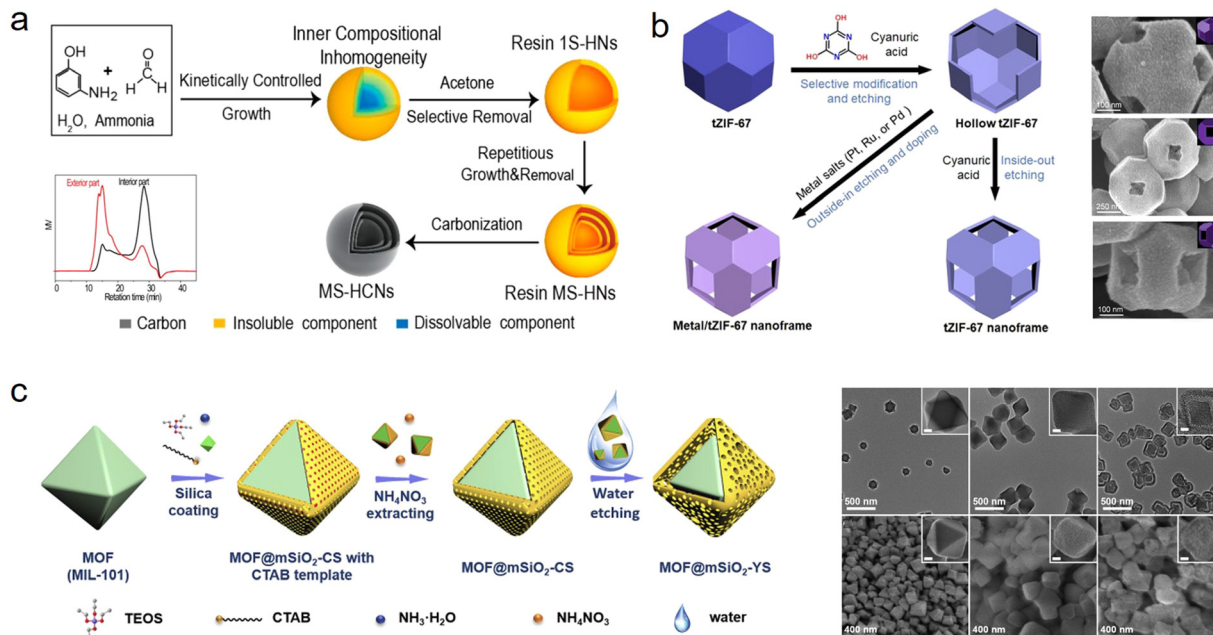 a
OH
NH₂
+
O
H
H
H₂O, Ammonia
Kinetically Controlled
Growth
Inner Compositional
Inhomogeneity
Acetone
Selective Removal
Resin 1S-HNs
Repetitious
Growth&Removal
Resin MS-HNs
Carbonization
MS-HCNs
Exterior part
Interior part
MV
0 10 20 30 40
Retation time (min)
Carbon
Insoluble component
Dissolvable component
b
tZIF-67
OH
N
N
HO
N
OH
Cyanuric
acid
Selective modification
and etching
Hollow tZIF-67
Metal salts (Pt, Ru, or Pd )
Outside-in etching and doping
Cyanuric
acid
Inside-out
etching
Metal/tZIF-67 nanoframe
tZIF-67 nanoframe
100 nm
250 nm
100 nm
c
MOF
(MIL-101)
Silica
coating
MOF@mSiO₂-CS with
CTAB template
NH₄NO₃
extracting
MOF@mSiO₂-CS
Water
etching
MOF@mSiO₂-YS
TEOS
CTAB
NH₃·H₂O
NH₄NO₃
water
500 nm
500 nm
500 nm
400 nm
400 nm
400 nm